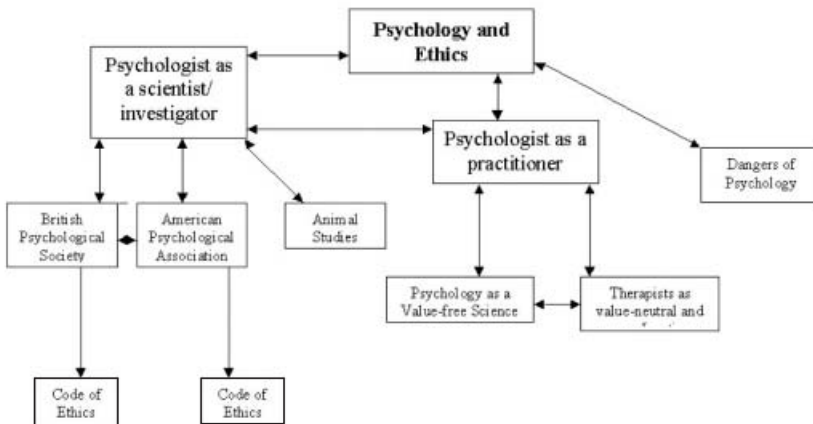 Psychology and
Ethics
Psychologist as
a scientist/
investigator
Psychologist as a
practitioner
Dangers of
Psychology
British
Psychological
Society
American
Psychological
Association
Animal
Studies
Psychology as a
Value-free Science
Therapists as
value-neutral and
Code of
Ethics
Code of
Ethics